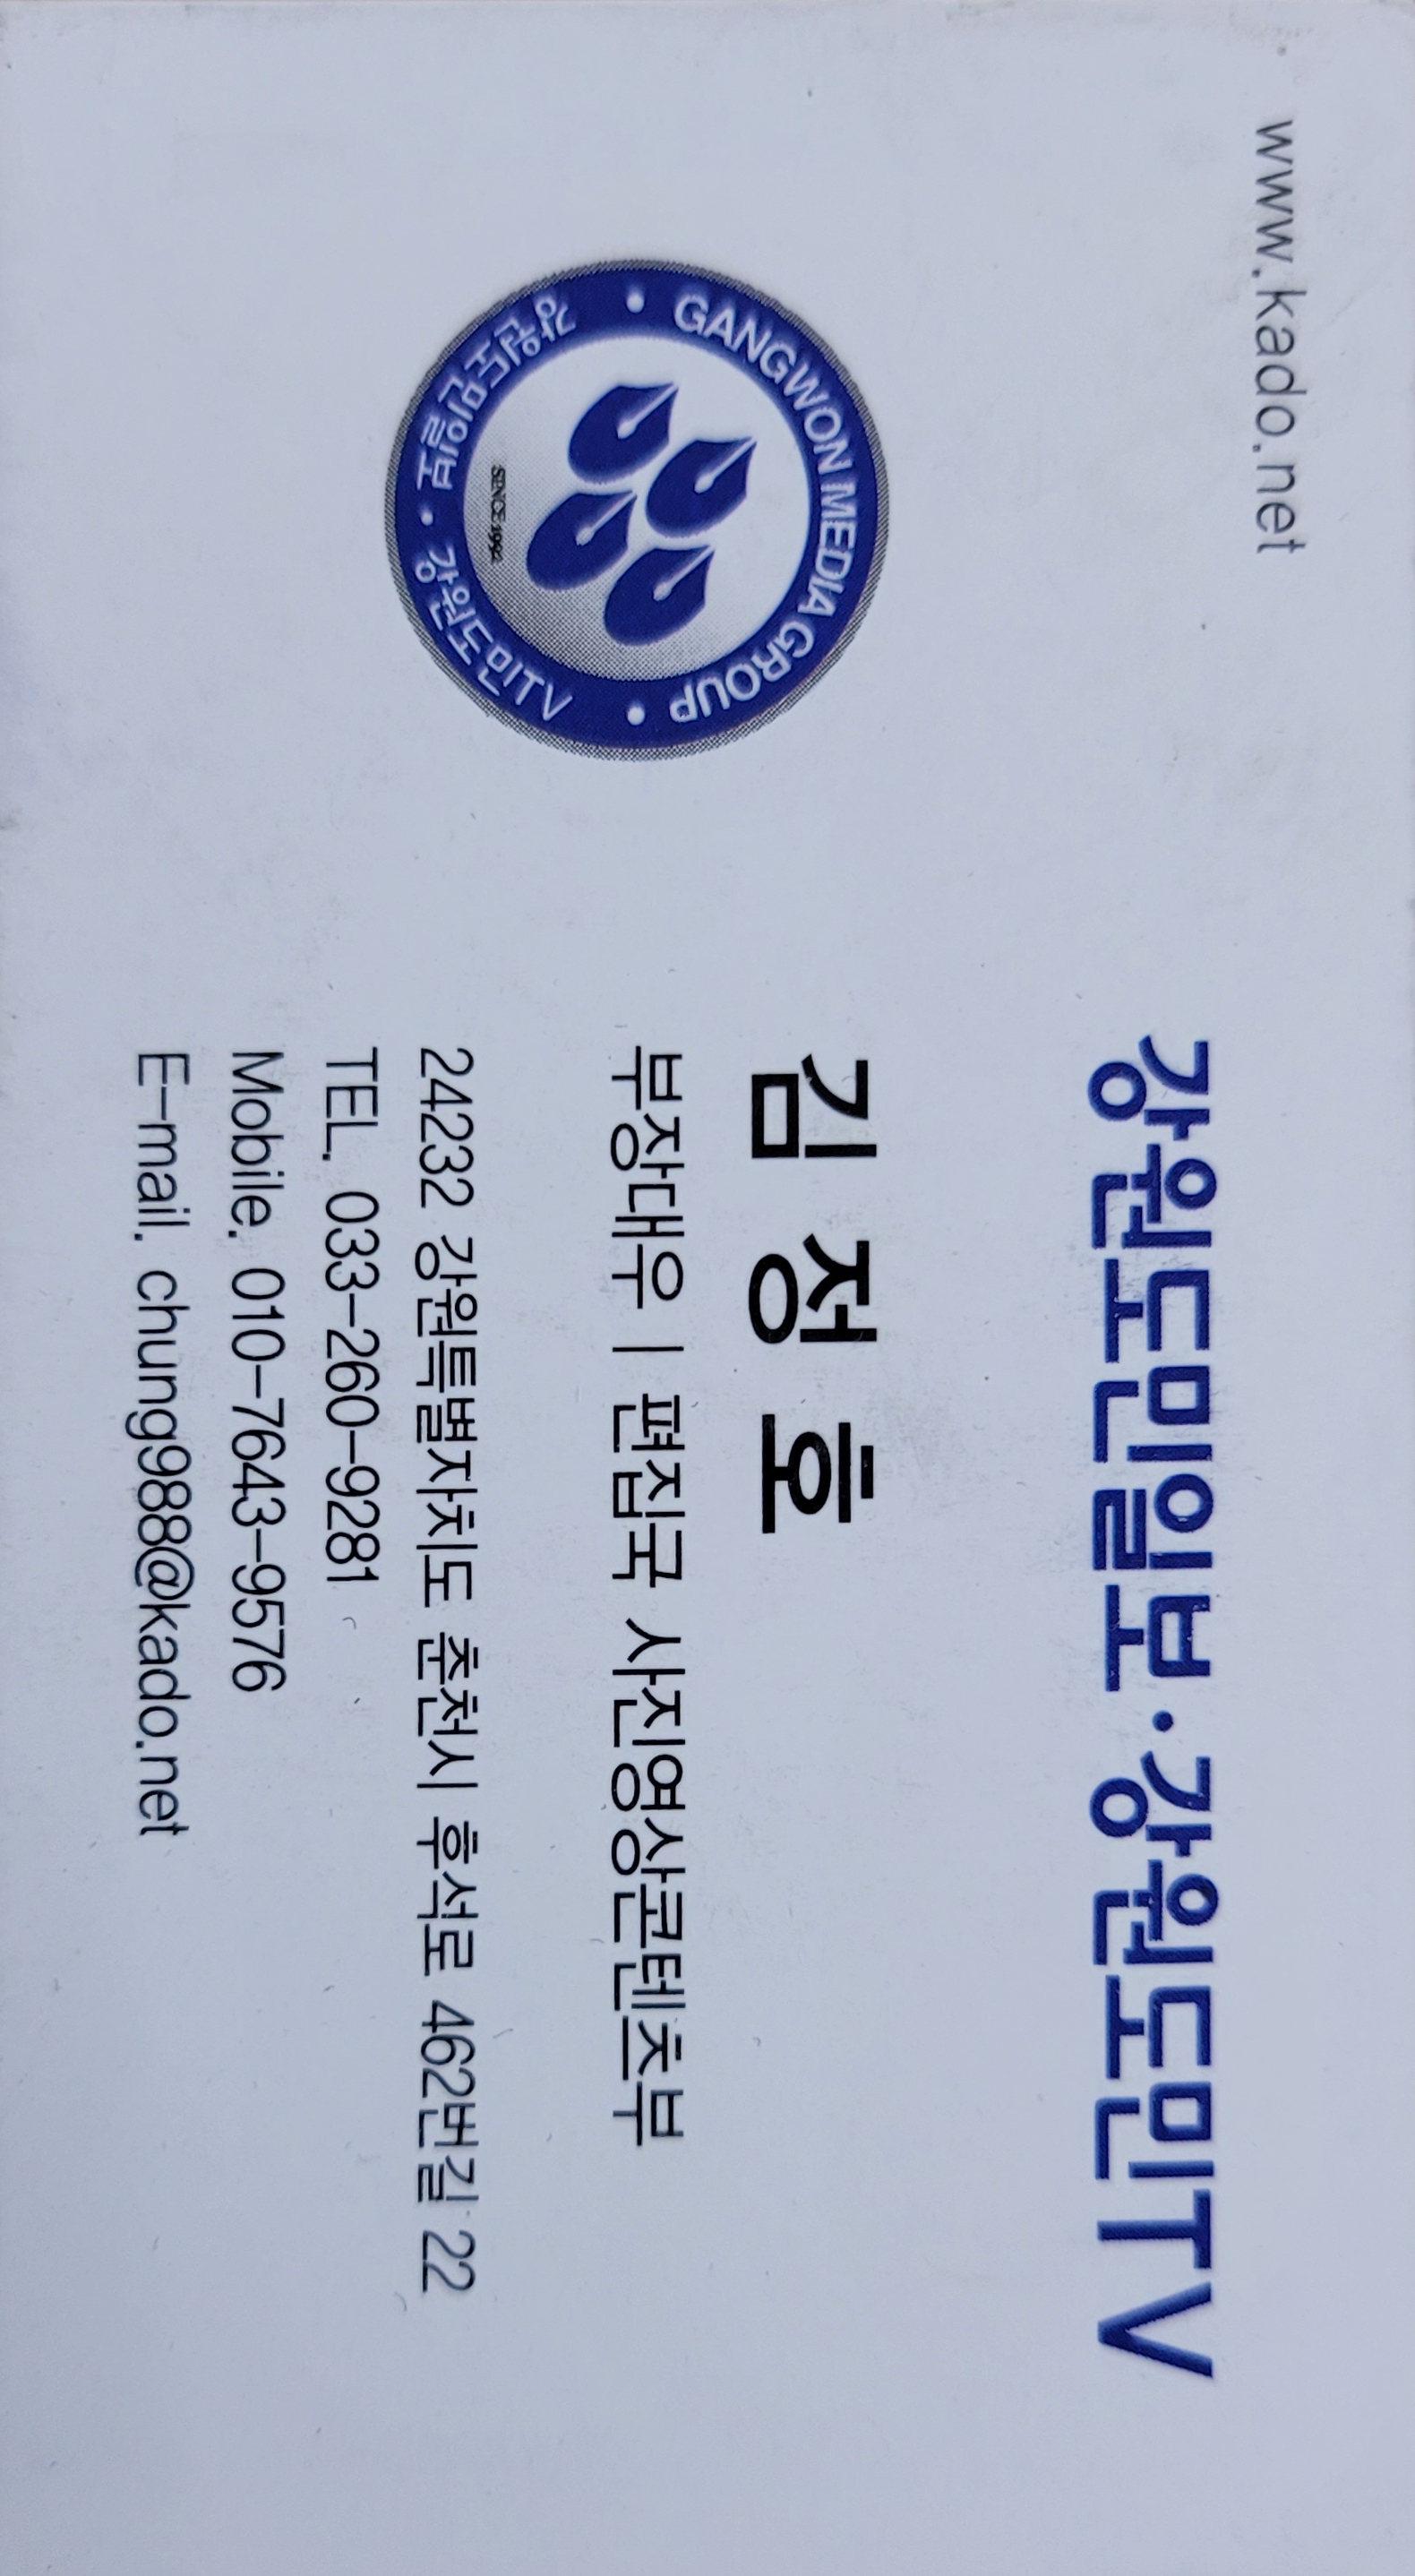 www.kado.net
강원도민일보·강원도민TV
GANGWON MEDIA GROUP
강원도민일보 · 강원도민TV
SINCE 1992
김정호
부장대우 | 편집국 사진영상콘텐츠부
24232 강원특별자치도 춘천시 후석로 462번길 22
TEL. 033-260-9281
Mobile. 010-7643-9576
E-mail. chung988@kado.net